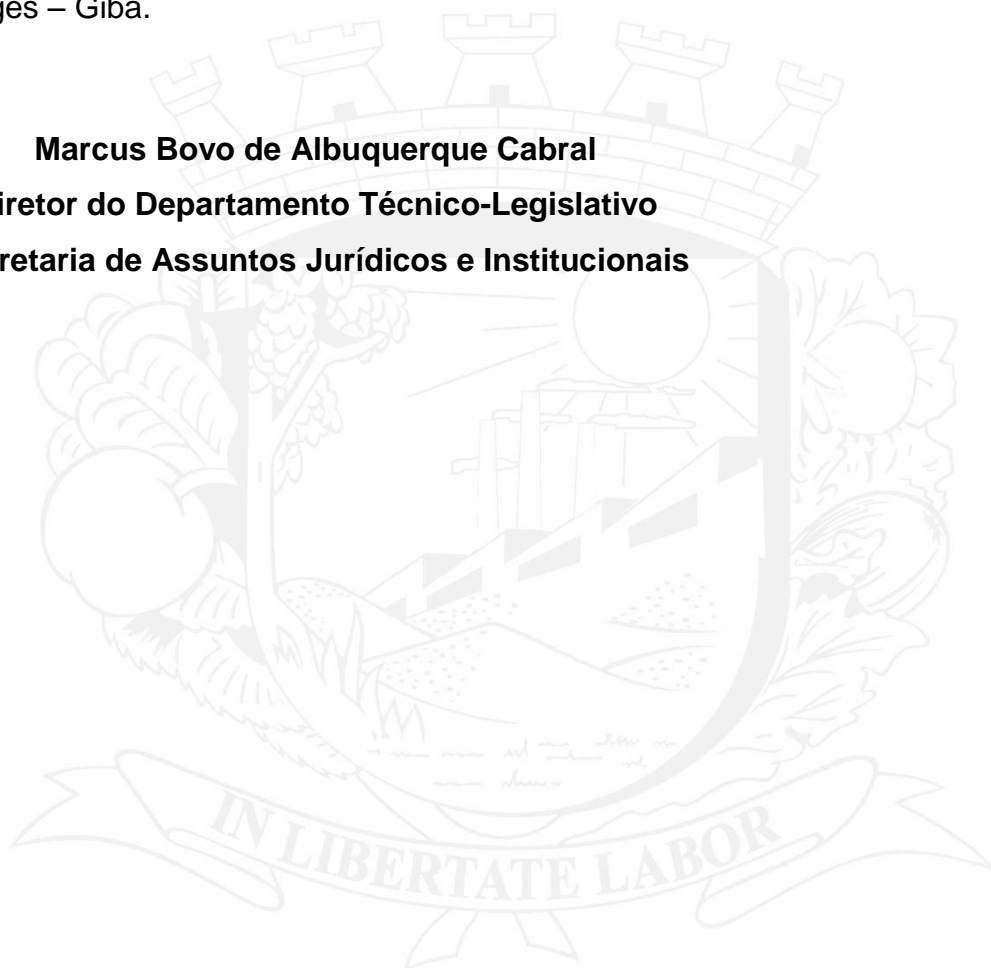 ges – Giba.
Marcus Bovo de Albuquerque Cabral
iretor do Departamento Técnico-Legislativo
retaria de Assuntos Jurídicos e Institucionais
IN LIBERTATE LABOR